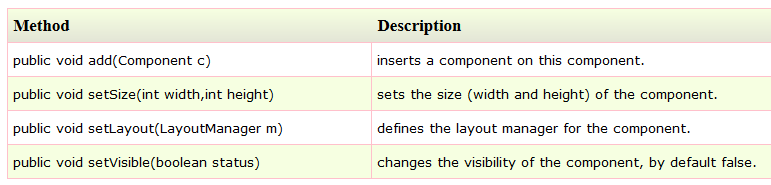 Method Description
public void add(Component c) inserts a component on this component.
public void setSize(int width,int height) sets the size (width and height) of the component.
public void setLayout(LayoutManager m) defines the layout manager for the component.
public void setVisible(boolean status) changes the visibility of the component, by default false.